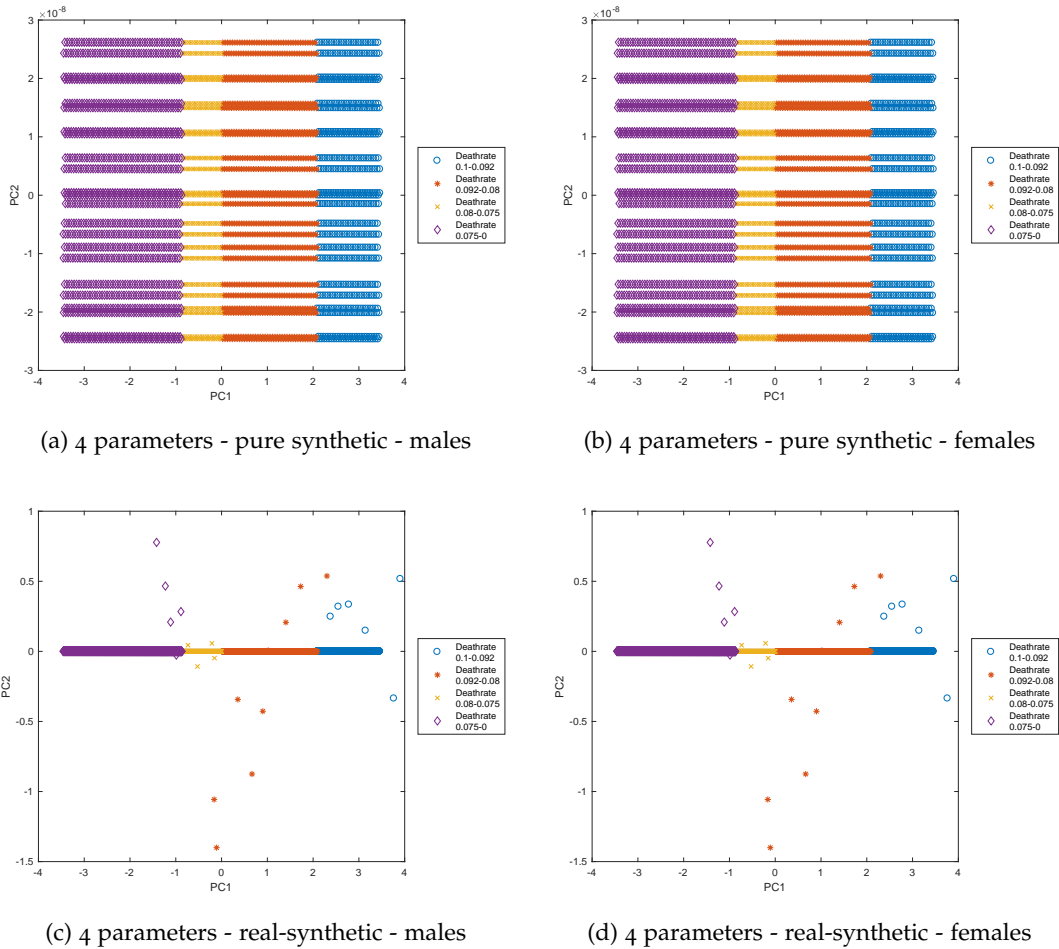 ×10-8
3
2
1
0
-1
-2
-3
PC2
-4 -3 -2 -1 0 1 2 3 4
PC1
Deathrate
0.1-0.092
Deathrate
0.092-0.08
Deathrate
0.08-0.075
Deathrate
0.075-0
(a) 4 parameters - pure synthetic - males
×10-8
3
2
1
0
-1
-2
-3
PC2
-4 -3 -2 -1 0 1 2 3 4
PC1
Deathrate
0.1-0.092
Deathrate
0.092-0.08
Deathrate
0.08-0.075
Deathrate
0.075-0
(b) 4 parameters - pure synthetic - females
1
0.5
0
-0.5
-1
-1.5
PC2
-4 -3 -2 -1 0 1 2 3 4
PC1
Deathrate
0.1-0.092
Deathrate
0.092-0.08
Deathrate
0.08-0.075
Deathrate
0.075-0
(c) 4 parameters - real-synthetic - males
1
0.5
0
-0.5
-1
-1.5
PC2
-4 -3 -2 -1 0 1 2 3 4
PC1
Deathrate
0.1-0.092
Deathrate
0.092-0.08
Deathrate
0.08-0.075
Deathrate
0.075-0
(d) 4 parameters - real-synthetic - females